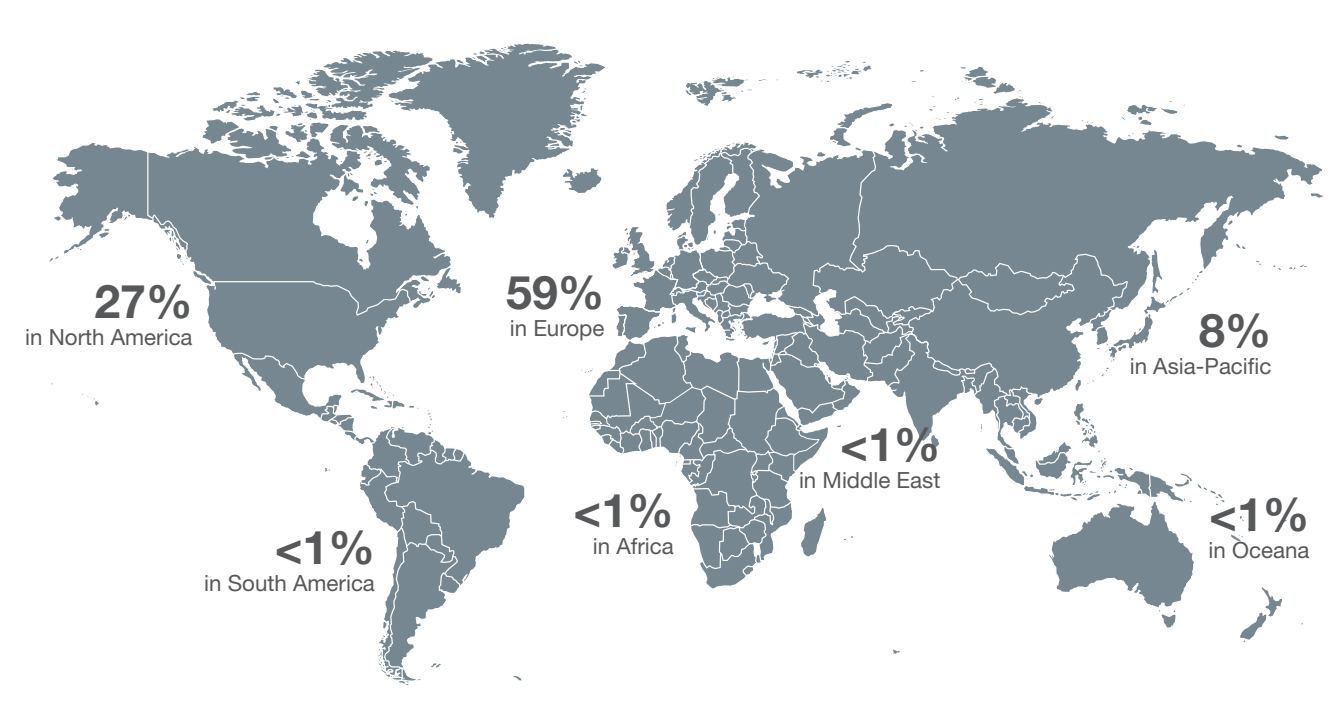 27%
in North America
59%
in Europe
8%
in Asia-Pacific
<1%
in Middle East
<1%
in Africa
<1%
in South America
<1%
in Oceana